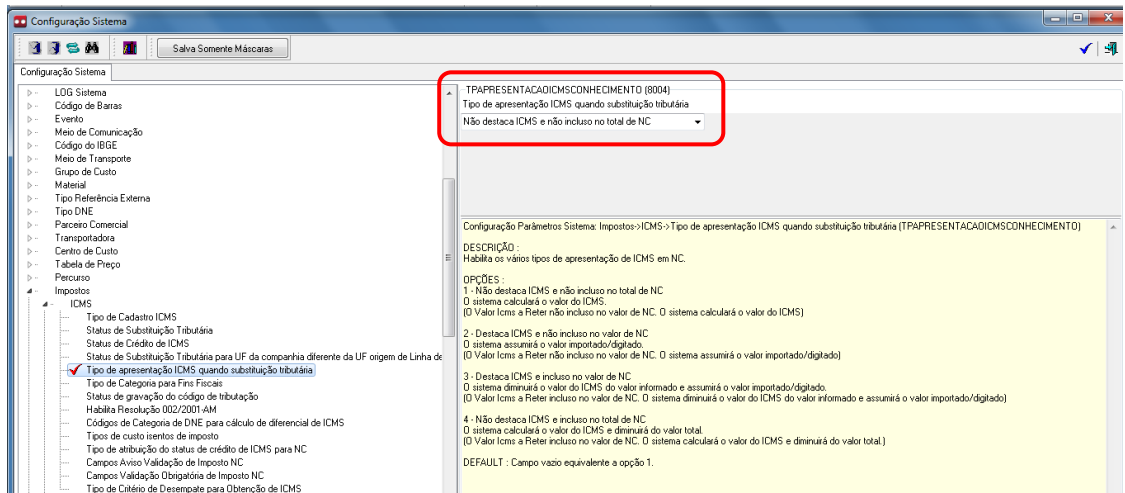 Configuração Sistema
Salva Somente Máscaras
Configuração Sistema
LOG Sistema
Código de Barras
Evento
Meio de Comunicação
Código do IBGE
Meio de Transporte
Grupo de Custo
Material
Tipo Referência Externa
Tipo DNE
Parceiro Comercial
Transportadora
Centro de Custo
Tabela de Preço
Percurso
Impostos
ICMS
Tipo de Cadastro ICMS
Status de Substituição Tributária
Status de Crédito de ICMS
Status de Substituição Tributária para UF da companhia diferente da UF origem de Linha de
Tipo de apresentação ICMS quando substituição tributária
Tipo de Categoria para Fins Fiscais
Status de gravação do código de tributação
Habilita Resolução 002/2001-AM
Códigos de Categoria de DNE para cálculo de diferencial de ICMS
Tipos de custo isentos de imposto
Tipo de atribuição do status de crédito de ICMS para NC
Campos Aviso Validação de Imposto NC
Campos Validação Obrigatória de Imposto NC
Tipo de Critério de Desempate para Obtenção de ICMS
TPAPRESENTACAOICMSCONHECIMENTO (8004)
Tipo de apresentação ICMS quando substituição tributária
Não destaca ICMS e não incluso no total de NC
Configuração Parâmetros Sistema: Impostos->ICMS->Tipo de apresentação ICMS quando substituição tributária (TPAPRESENTACAOICMSCONHECIMENTO)
DESCRIÇÃO :
Habilita os vários tipos de apresentação de ICMS em NC.
OPÇÕES :
1 - Não destaca ICMS e não incluso no total de NC
O sistema calculará o valor do ICMS.
(O Valor Icms a Reter não incluso no valor de NC. O sistema calculará o valor do ICMS)
2 - Destaca ICMS e não incluso no valor de NC
O sistema assumirá o valor importado/digitado.
(O Valor Icms a Reter não incluso no valor de NC. O sistema assumirá o valor importado/digitado)
3 - Destaca ICMS e incluso no valor de NC
O sistema diminuirá o valor do ICMS do valor informado e assumirá o valor importado/digitado.
(O Valor Icms a Reter incluso no valor de NC. O sistema diminuirá o valor do ICMS do valor informado e assumirá o valor importado/digitado)
4 - Não destaca ICMS e incluso no total de NC
O sistema calculará o valor do ICMS e diminuirá do valor total.
(O Valor Icms a Reter incluso no valor de NC. O sistema calculará o valor do ICMS e diminuirá do valor total.)
DEFAULT : Campo vazio equivalente a opção 1.